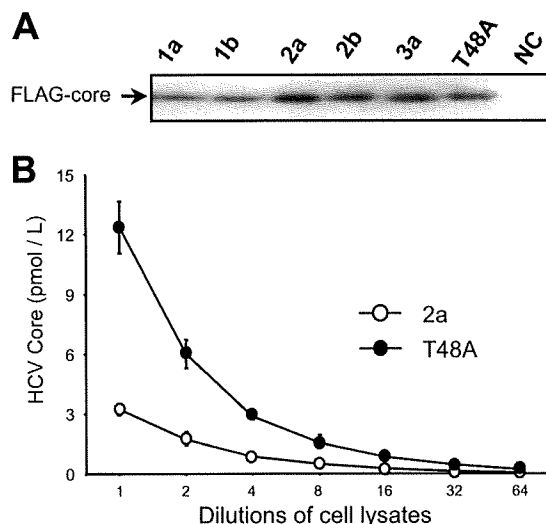 A
1a 1b 2a 2b 3a T48A NC
FLAG-core
B
HCV Core (pmol / L)
15
12
9
6
3
0
2a
T48A
1 2 4 8 16 32 64
Dilutions of cell lysates